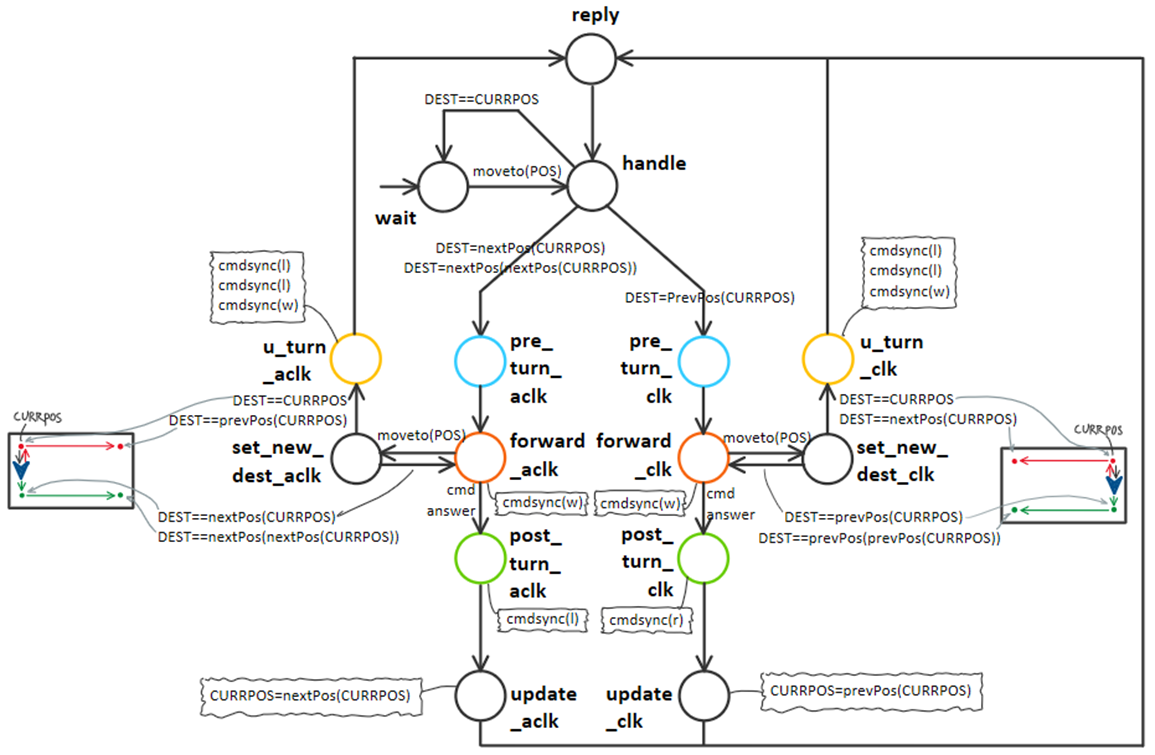 reply
DEST==CURRPOS
handle
moveto(POS)
wait
DEST=nextPos(CURRPOS)
DEST=nextPos(nextPos(CURRPOS))
DEST=PrevPos(CURRPOS)
cmdsync(l)
cmdsync(l)
cmdsync(w)
cmdsync(l)
cmdsync(l)
cmdsync(w)
u_turn
_aclk
pre_
turn_
aclk
pre_
turn_
clk
u_turn
_clk
DEST==CURRPOS
DEST==prevPos(CURRPOS)
DEST==CURRPOS
DEST==nextPos(CURRPOS)
CURRPOS
CURRPOS
set_new_
dest_aclk
moveto(POS)
forward
_aclk
forward
_clk
moveto(POS)
set_new_
dest_clk
cmd
answer
cmdsync(w)
cmdsync(w)
cmd
answer
DEST==nextPos(CURRPOS)
DEST==nextPos(nextPos(CURRPOS))
DEST==prevPos(CURRPOS)
DEST==prevPos(prevPos(CURRPOS))
post_
turn_
aclk
post_
turn_
clk
cmdsync(l)
cmdsync(r)
CURRPOS=nextPos(CURRPOS)
update
_aclk
update
_clk
CURRPOS=prevPos(CURRPOS)